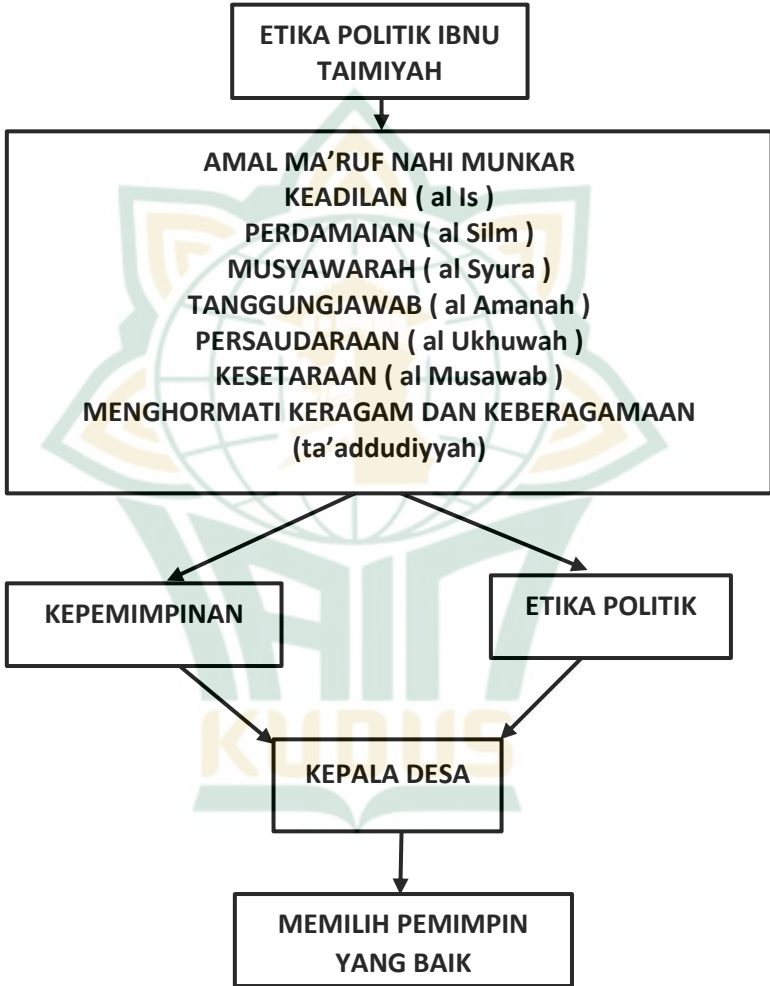 ETIKA POLITIK IBNU
TAIMIYAH
AMAL MA’RUF NAHI MUNKAR
KEADILAN ( al Is )
PERDAMAIAN ( al Silm )
MUSYAWARAH ( al Syura )
TANGGUNGJAWAB ( al Amanah )
PERSAUDARAAN ( al Ukhuwah )
KESETARAAN ( al Musawab )
MENGHORMATI KERAGAM DAN KEBERAGAMAAN
(ta’addudiyyah)
KEPEMIMPINAN
ETIKA POLITIK
IAIN
KUDUS
KEPALA DESA
MEMILIH PEMIMPIN
YANG BAIK